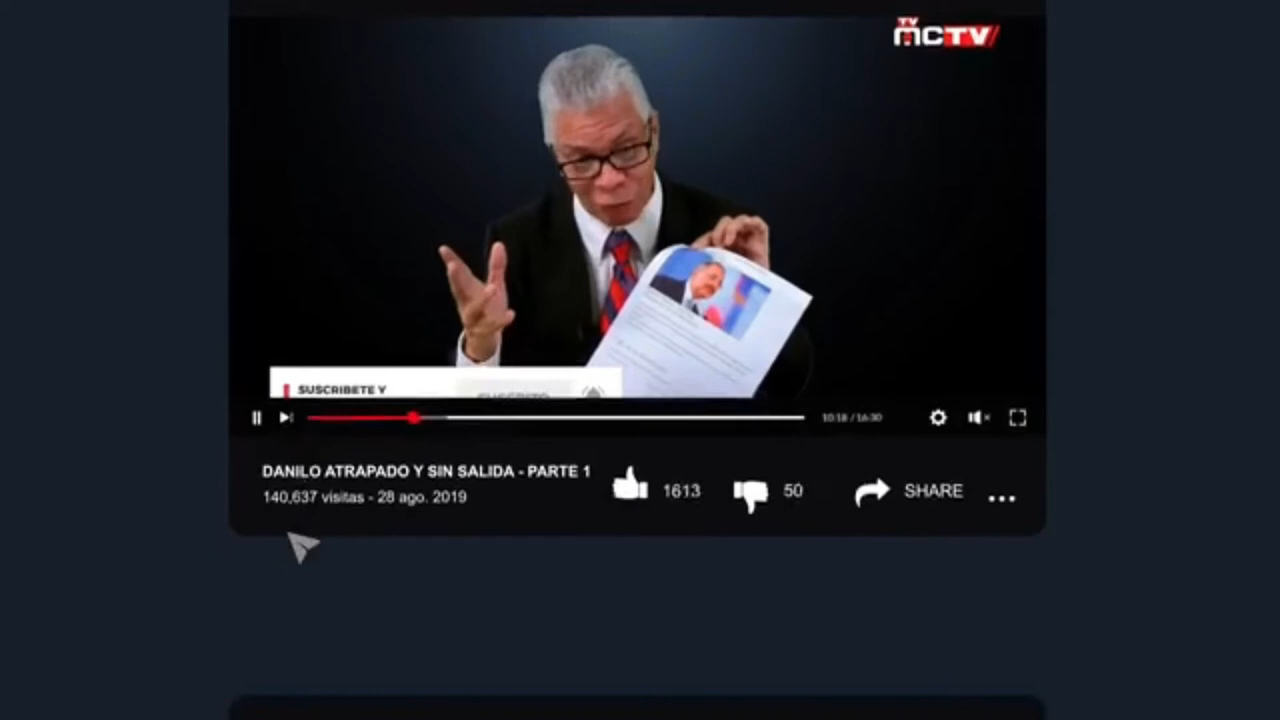 TV
MCTV
SUSCRIBETE Y
SUSCRITO
10:18 / 16:30
DANILO ATRAPADO Y SIN SALIDA - PARTE 1
140,637 visitas - 28 ago. 2019
1613
50
SHARE